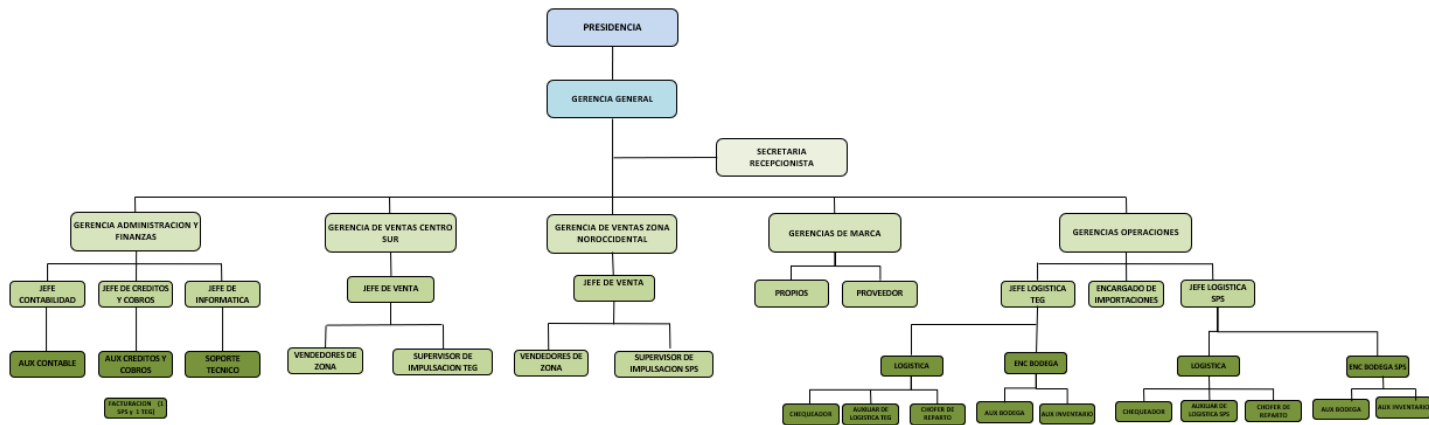 PRESIDENCIA
GERENCIA GENERAL
SECRETARIA
RECEPCIONISTA
GERENCIA ADMINISTRACION Y
FINANZAS
GERENCIA DE VENTAS CENTRO
SUR
GERENCIA DE VENTAS ZONA
NOROCCIDENTAL
GERENCIAS DE MARCA
GERENCIAS OPERACIONES
JEFE
CONTABILIDAD
JEFE DE CREDITOS
Y COBROS
JEFE DE
INFORMATICA
JEFE DE VENTA
JEFE DE VENTA
PROPIOS
PROVEEDOR
JEFE LOGISTICA
TEG
ENCARGADO DE
IMPORTACIONES
JEFE LOGISTICA
SPS
AUX CONTABLE
AUX CREDITOS Y
COBROS
SOPORTE
TECNICO
VENDEDORES DE
ZONA
SUPERVISOR DE
IMPULSACION TEG
VENDEDORES DE
ZONA
SUPERVISOR DE
IMPULSACION SPS
LOGISTICA
ENC BODEGA
LOGISTICA
ENC BODEGA SPS
FACTURACION (1
SPS y 1 TEG)
CHEQUEADOR
AUXILIAR DE
LOGISTICA TEG
CHOFER DE
REPARTO
AUX BODEGA
AUX INVENTARIO
CHEQUEADOR
AUXILIAR DE
LOGISTICA SPS
CHOFER DE
REPARTO
AUX BODEGA
AUX INVENTARIO